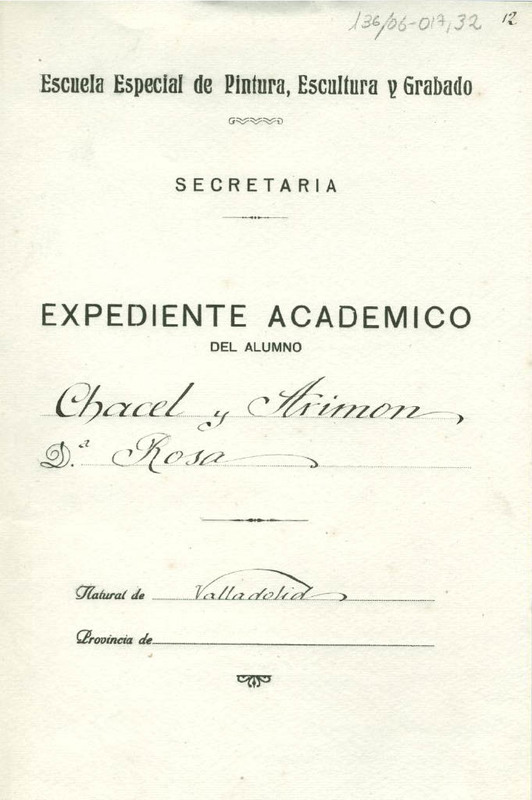 136/06-017,32 12
Escuela Especial de Pintura, Escultura y Grabado
SECRETARIA
EXPEDIENTE ACADEMICO
DEL ALUMNO
Chacel y Arimon,
D.ª Rosa
Natural de Valladolid
Provincia de